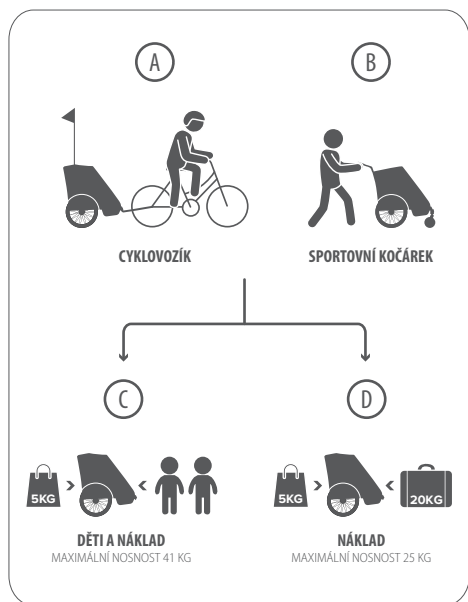 A
B
CYKLOVOZÍK
SPORTOVNÍ KOČÁREK
C
D
5KG
5KG
20KG
DĚTI A NÁKLAD
MAXIMÁLNÍ NOSNOST 41 KG
NÁKLAD
MAXIMÁLNÍ NOSNOST 25 KG